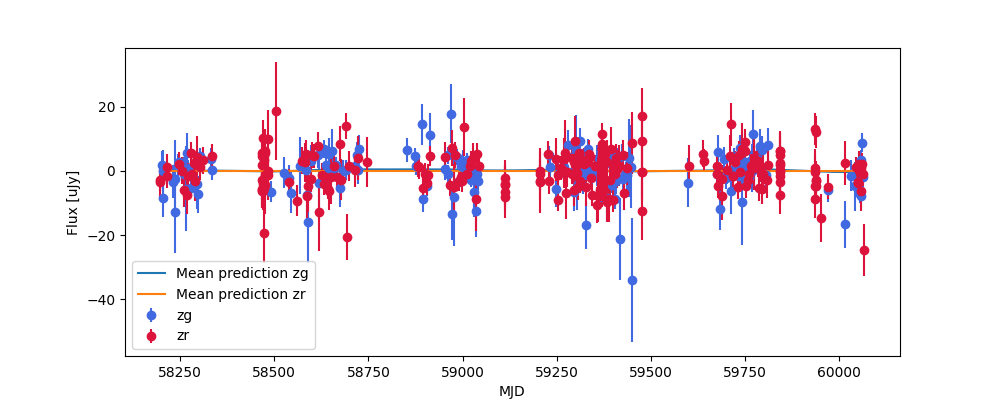 20
0
−20
−40
Flux [uJy]
Mean prediction zg
Mean prediction zr
zg
zr
58250 58500 58750 59000 59250 59500 59750 60000
MJD